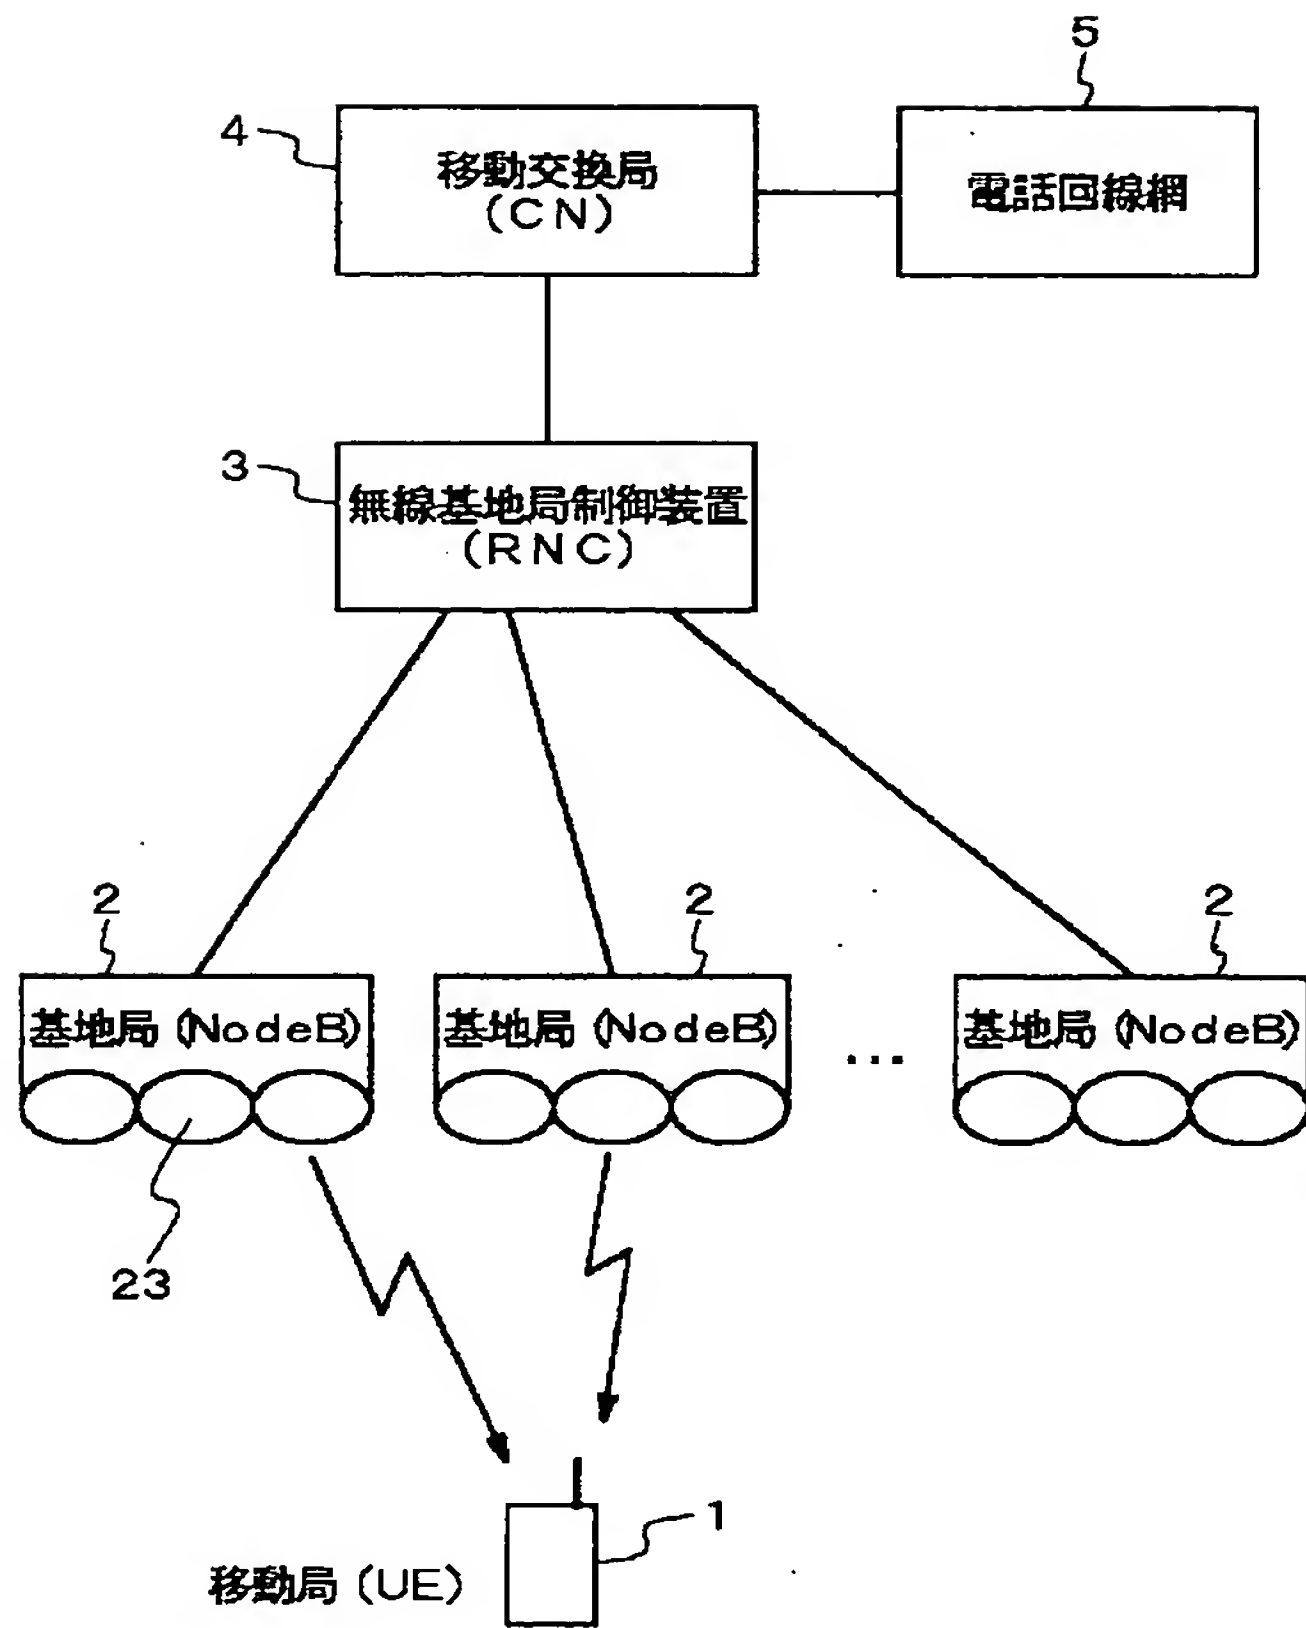 5
4
移動交換局
(CN)
電話回線網
3
無線基地局制御装置
(RNC)
2
2
2
基地局(NodeB)
基地局(NodeB)
...
基地局(NodeB)
23
1
移動局(UE)